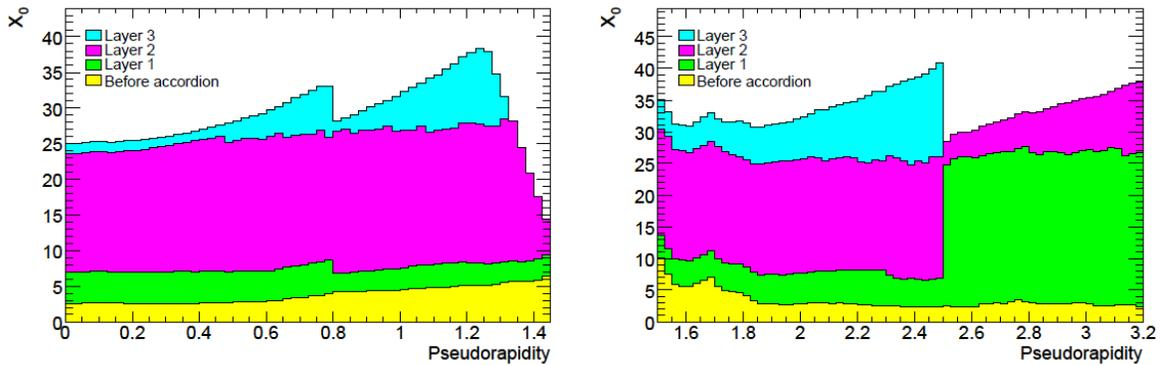 X0
40
35
30
25
20
15
10
5
0
Layer 3
Layer 2
Layer 1
Before accordion
0 0.2 0.4 0.6 0.8 1 1.2 1.4
Pseudorapidity
X0
45
40
35
30
25
20
15
10
5
0
Layer 3
Layer 2
Layer 1
Before accordion
1.6 1.8 2 2.2 2.4 2.6 2.8 3 3.2
Pseudorapidity